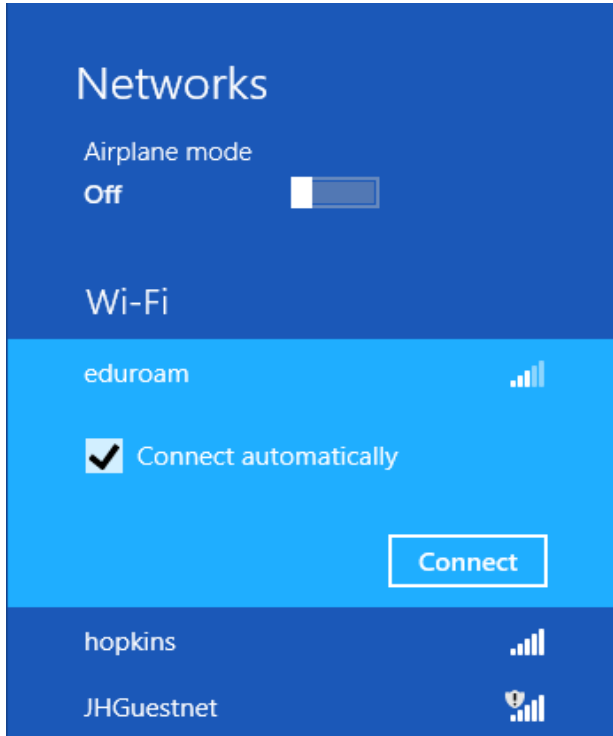 Networks
Airplane mode
Off
Wi-Fi
eduroam
Connect automatically
Connect
hopkins
JHGuestnet